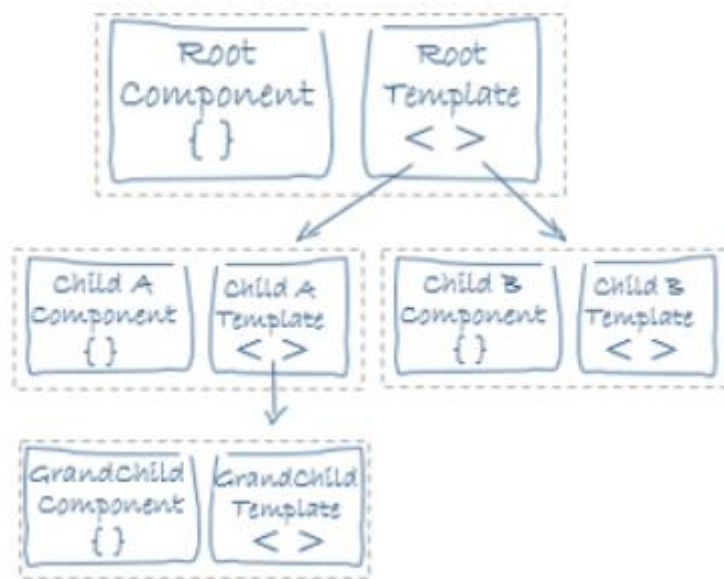 Root
Component
{ }
Root
Template
< >
Child A
Component
{ }
Child A
Template
< >
Child B
Component
{ }
Child B
Template
< >
GrandChild
Component
{ }
GrandChild
Template
< >